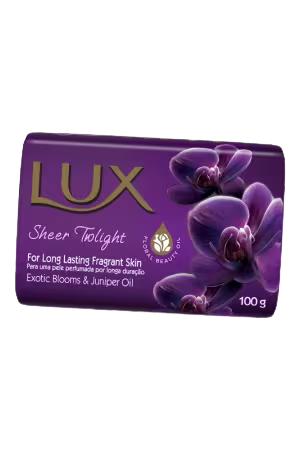 LUX
Sheer Twilight
FLORAL BEAUTY OIL
For Long Lasting Fragrant Skin
Para uma pele perfumada por longa duração
Exotic Blooms & Juniper Oil
100 g